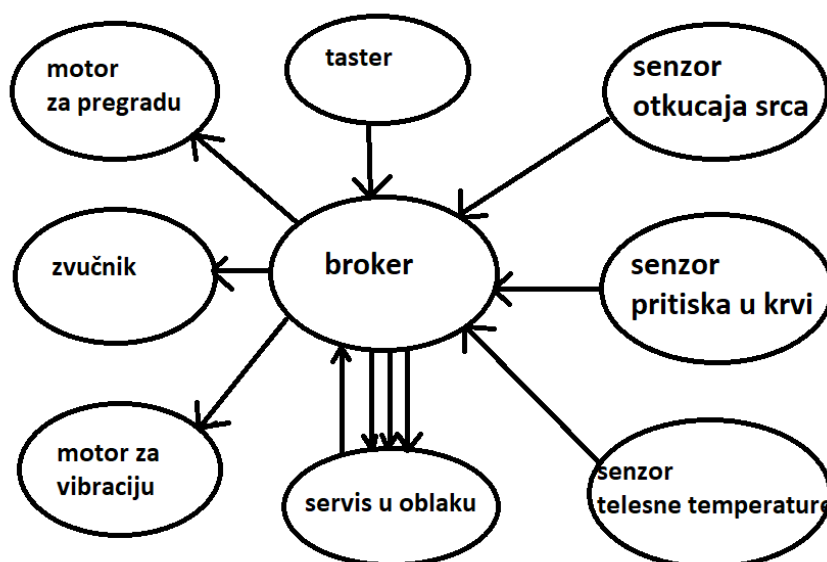 motor
za pregradu
taster
senzor
otkucaja srca
zvučnik
broker
senzor
pritiska u krvi
motor za
vibraciju
servis u oblaku
senzor
telesne temperature